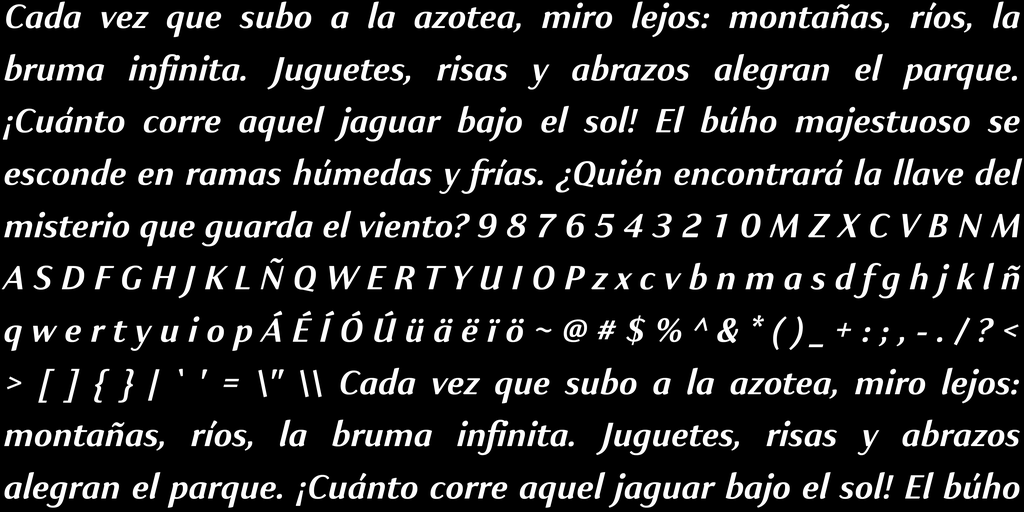 Cada vez que subo a la azotea, miro lejos: montañas, ríos, la
bruma infinita. Juguetes, risas y abrazos alegran el parque.
¡Cuánto corre aquel jaguar bajo el sol! El búho majestuoso se
esconde en ramas húmedas y frías. ¿Quién encontrará la llave del
misterio que guarda el viento? 9 8 7 6 5 4 3 2 1 0 M Z X C V B N M
A S D F G H J K L Ñ Q W E R T Y U I O P z x c v b n m a s d f g h j k l ñ
q w e r t y u i o p Á É Í Ó Ú ü ä ë ï ö ~ @ # $ % ^ & * ( ) _ + : ; , - . / ? <
> [ ] { } | ` ' = \" \\ Cada vez que subo a la azotea, miro lejos:
montañas, ríos, la bruma infinita. Juguetes, risas y abrazos
alegran el parque. ¡Cuánto corre aquel jaguar bajo el sol! El búho